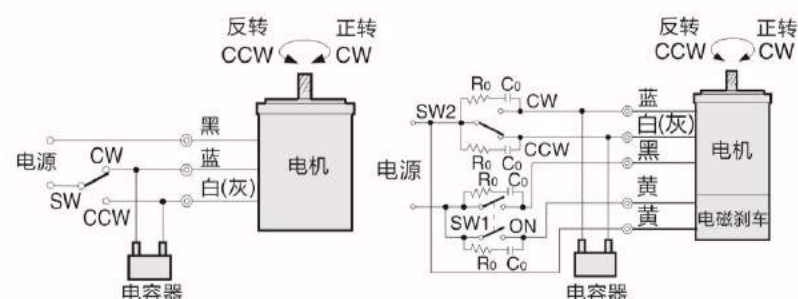 反转 正转
CCW CW
黑
电源
CW
蓝
白(灰)
SW
CCW
电机
电容器
反转 正转
CCW CW
R₀ C₀
SW2
CW
蓝
白(灰)
CCW
R₀ C₀
黑
电机
电源
R₀ C₀
黄
SW1
ON
黄
电磁刹车
R₀ C₀
电容器